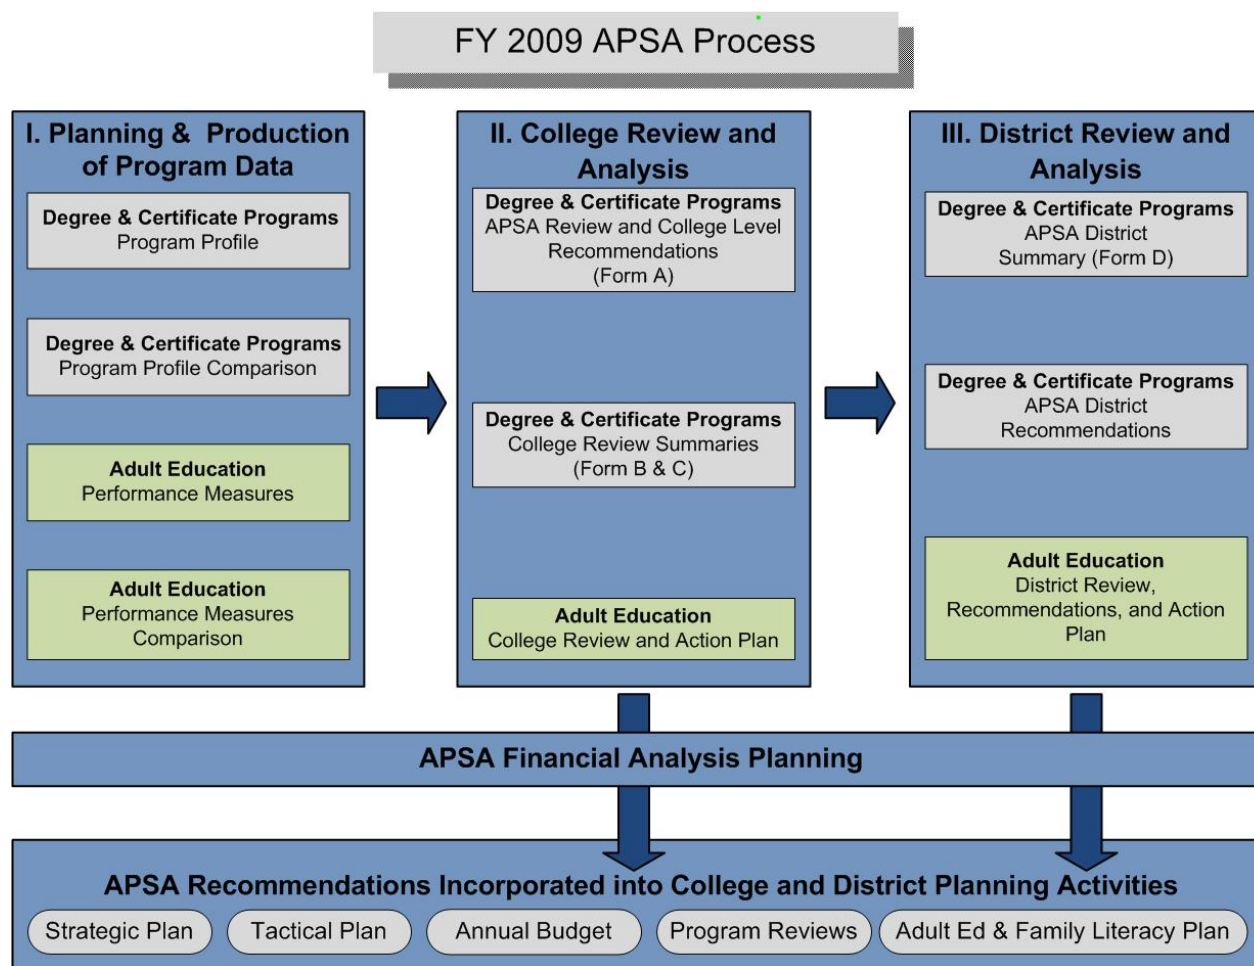 FY 2009 APSA Process
I. Planning & Production
of Program Data
Degree & Certificate Programs
Program Profile
Degree & Certificate Programs
Program Profile Comparison
Adult Education
Performance Measures
Adult Education
Performance Measures
Comparison
II. College Review and
Analysis
Degree & Certificate Programs
APSA Review and College Level
Recommendations
(Form A)
Degree & Certificate Programs
College Review Summaries
(Form B & C)
Adult Education
College Review and Action Plan
III. District Review and
Analysis
Degree & Certificate Programs
APSA District
Summary (Form D)
Degree & Certificate Programs
APSA District
Recommendations
Adult Education
District Review,
Recommendations, and Action
Plan
APSA Financial Analysis Planning
APSA Recommendations Incorporated into College and District Planning Activities
Strategic Plan
Tactical Plan
Annual Budget
Program Reviews
Adult Ed & Family Literacy Plan